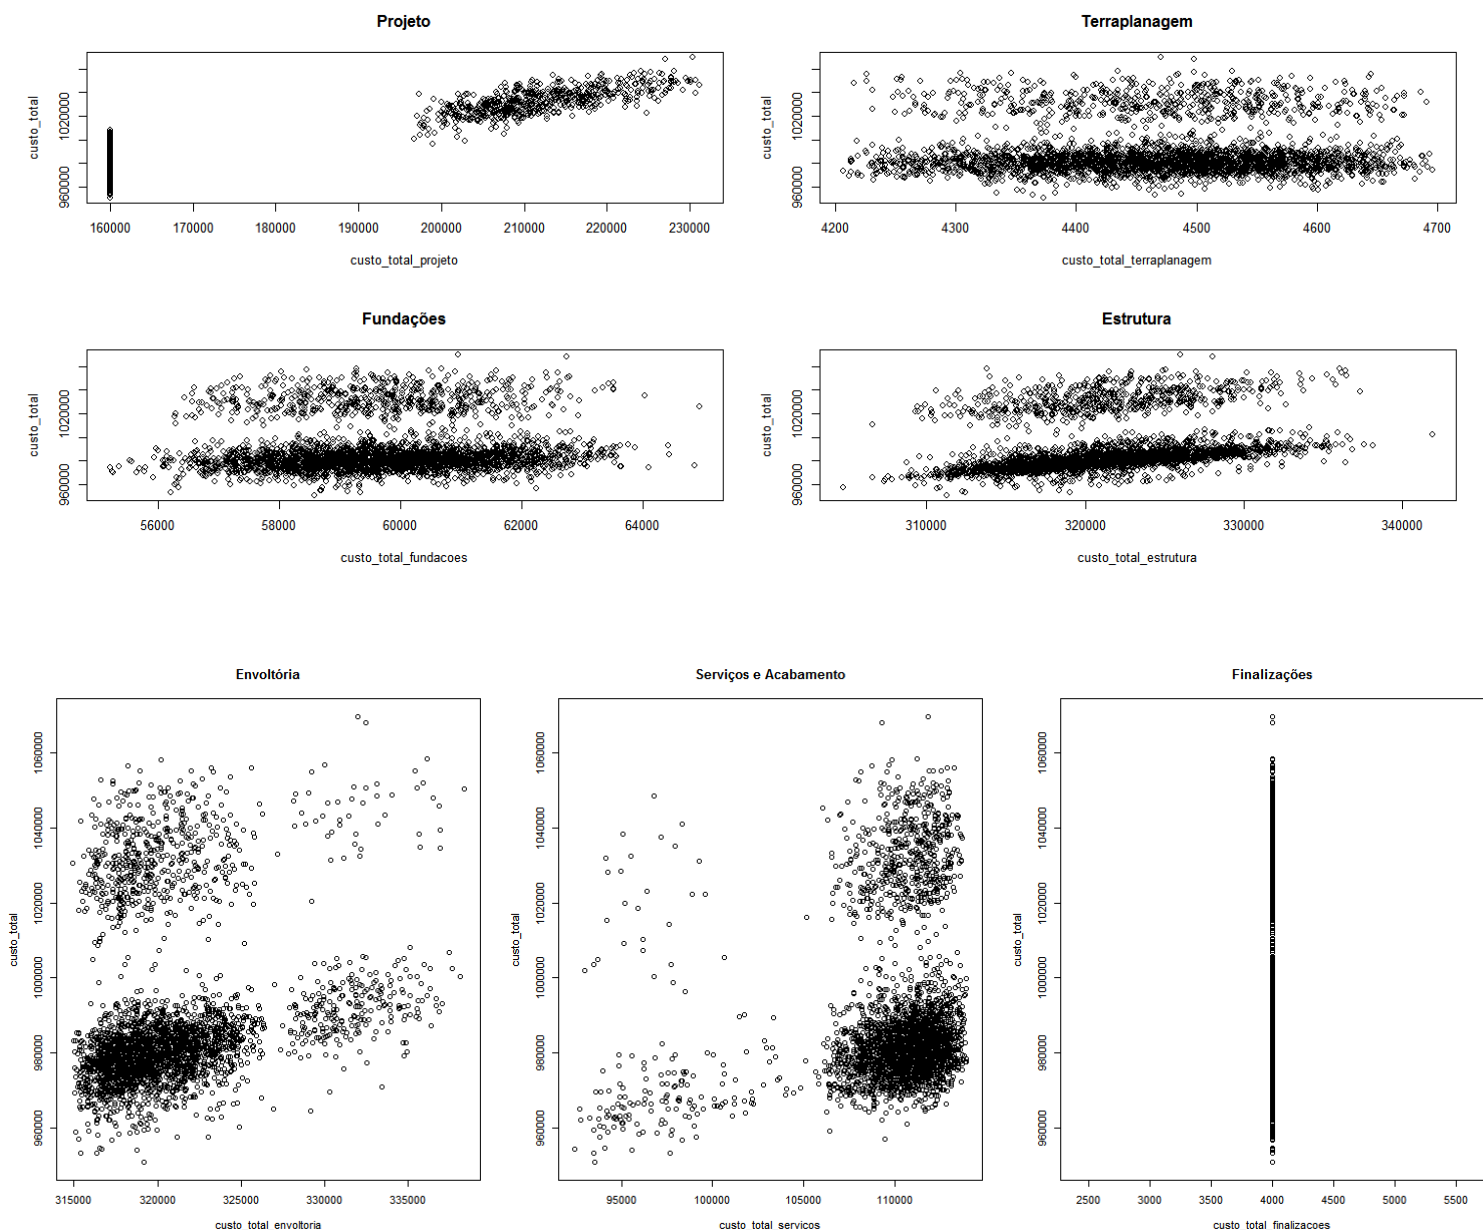 Projeto
custo_total
960000
1020000
160000 170000 180000 190000 200000 210000 220000 230000
custo_total_projeto
Terraplanagem
custo_total
960000
1020000
4200 4300 4400 4500 4600 4700
custo_total_terraplanagem
Fundações
custo_total
960000
1020000
56000 58000 60000 62000 64000
custo_total_fundacoes
Estrutura
custo_total
960000
1020000
310000 320000 330000 340000
custo_total_estrutura
Envoltória
custo_total
960000
980000
1000000
1020000
1040000
1060000
315000 320000 325000 330000 335000
custo_total_envoltoria
Serviços e Acabamento
custo_total
960000
980000
1000000
1020000
1040000
1060000
95000 100000 105000 110000
custo_total_servicos
Finalizações
custo_total
960000
980000
1000000
1020000
1040000
1060000
2500 3000 3500 4000 4500 5000 5500
custo_total_finalizacoes